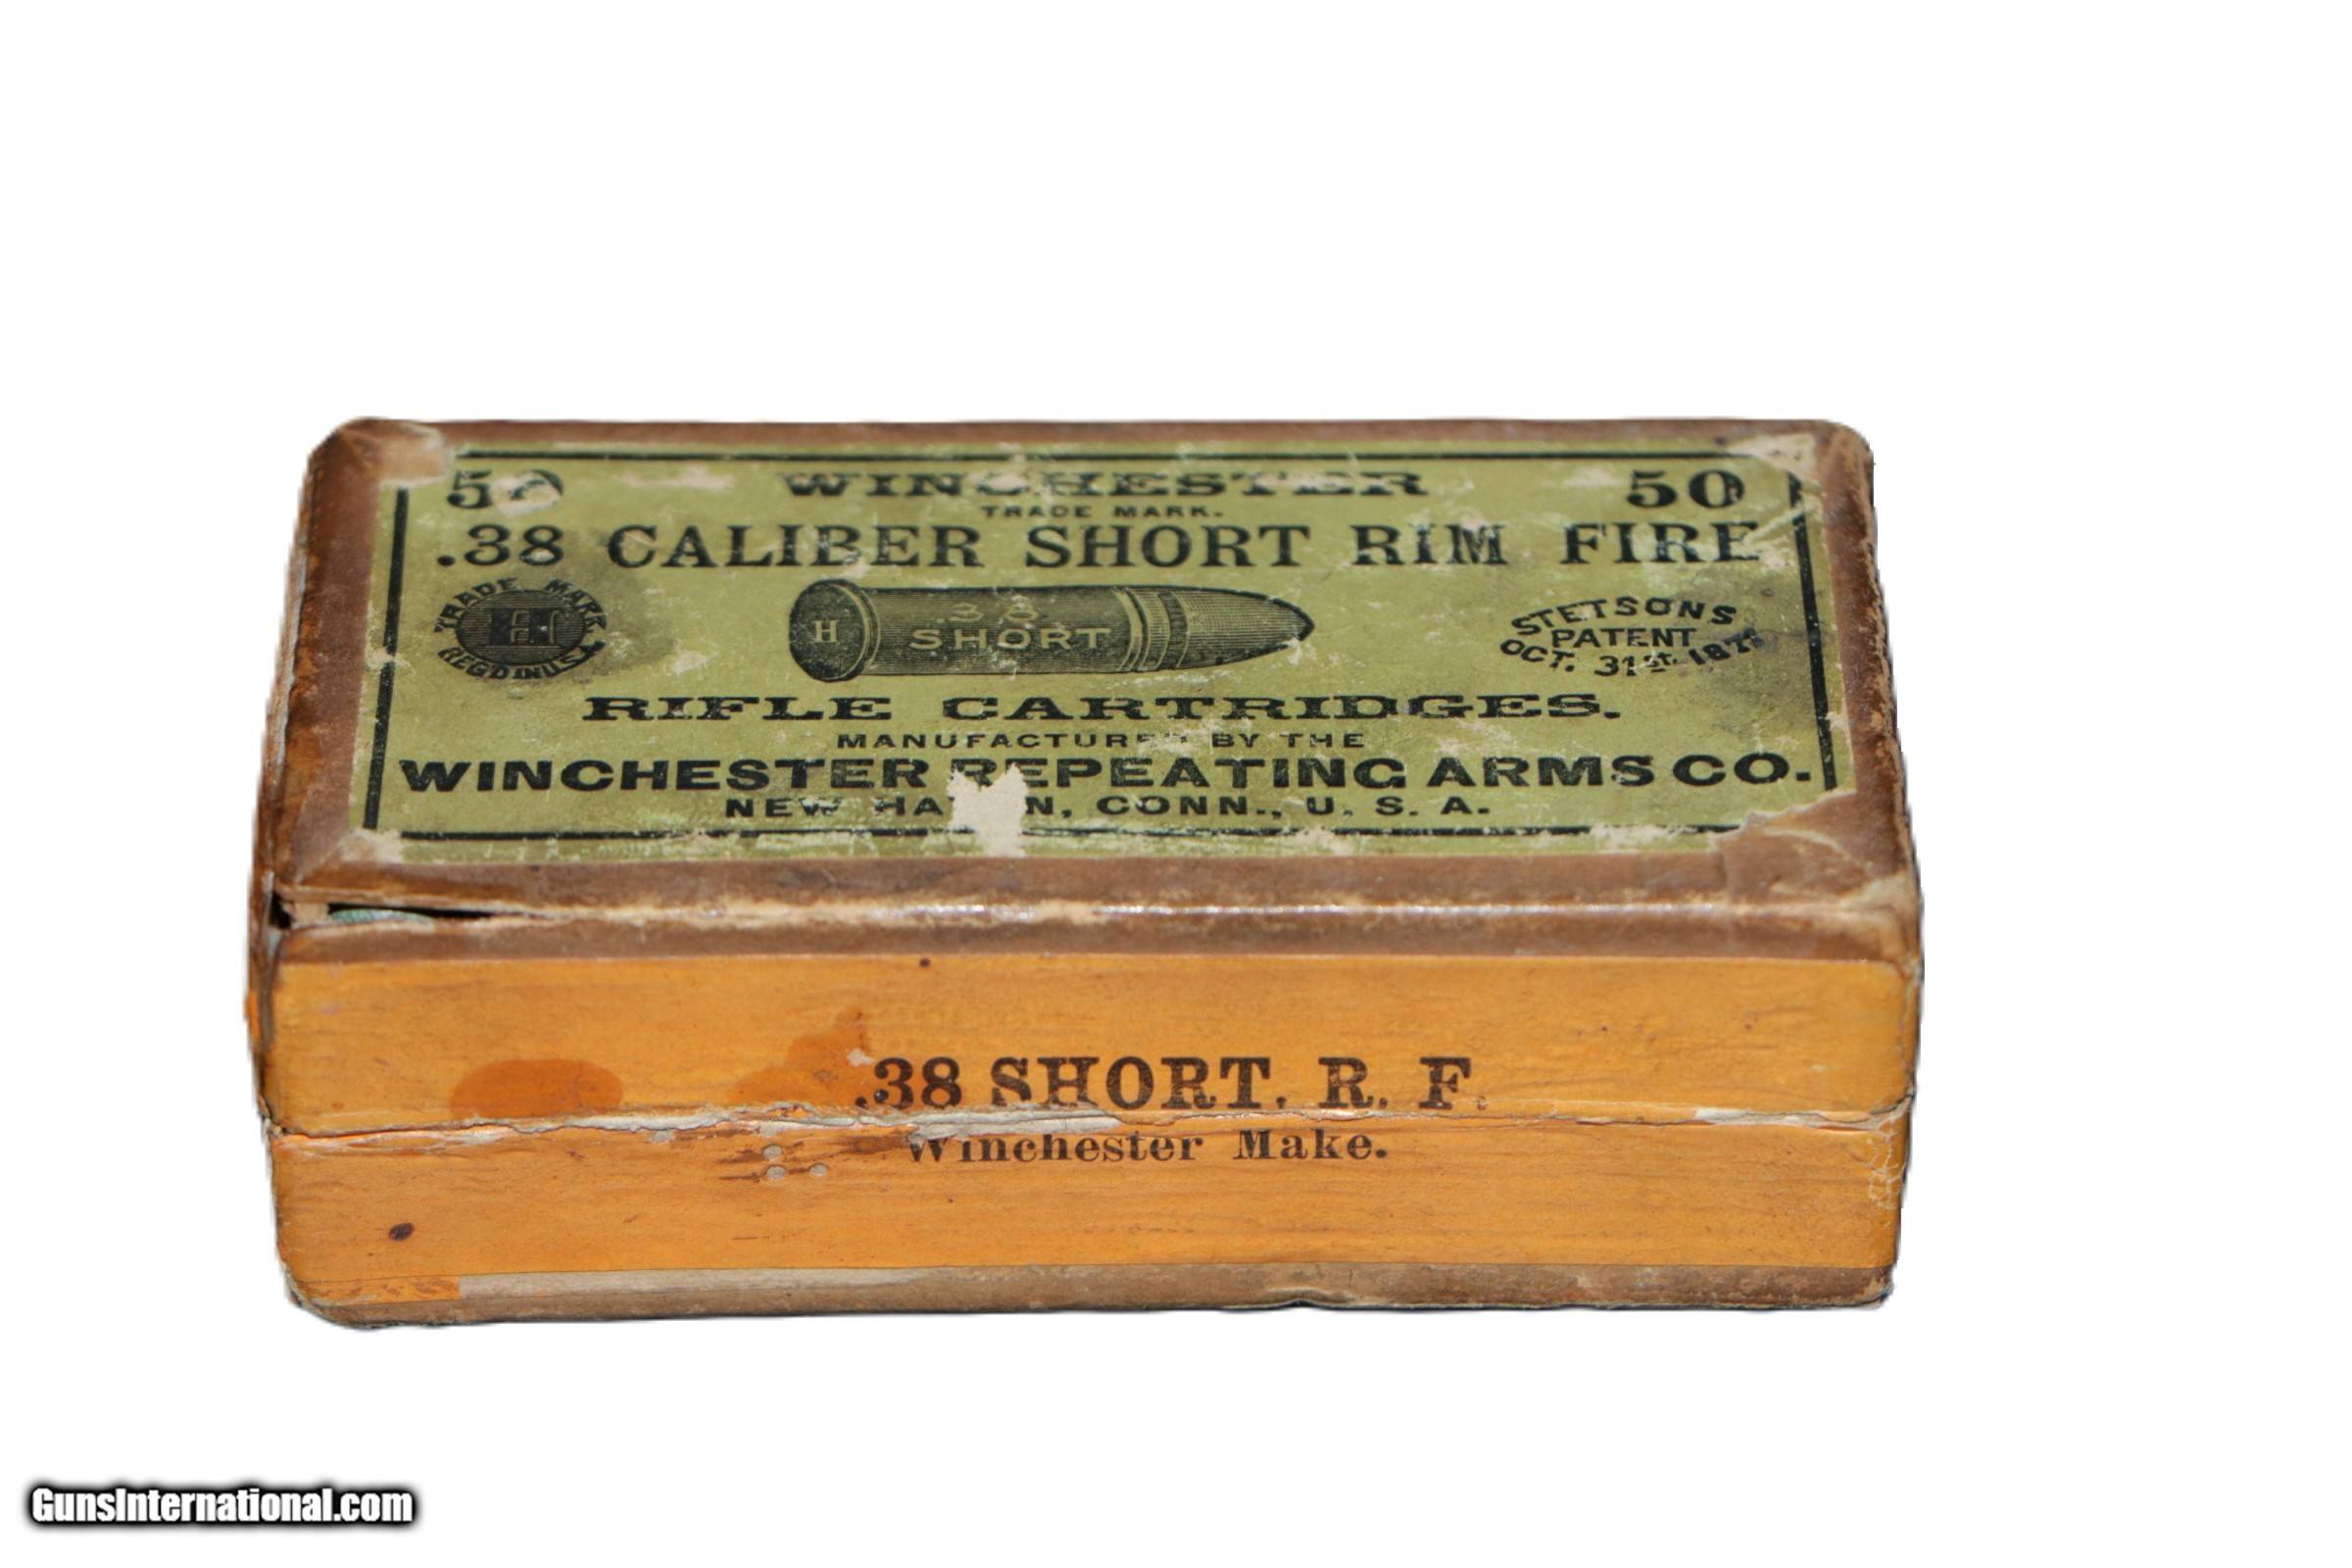 50 WINCHESTER 50
TRADE MARK.
.38 CALIBER SHORT RIM FIRE
TRADE MARK
H
REG'D IN U.S.A.
H
.38
SHORT
STETSONS
PATENT
OCT. 31st. 1871
RIFLE CARTRIDGES.
MANUFACTURED BY THE
WINCHESTER REPEATING ARMS CO.
NEW HAVEN, CONN., U. S. A.
.38 SHORT. R. F.
Winchester Make.
GunsInternational.com